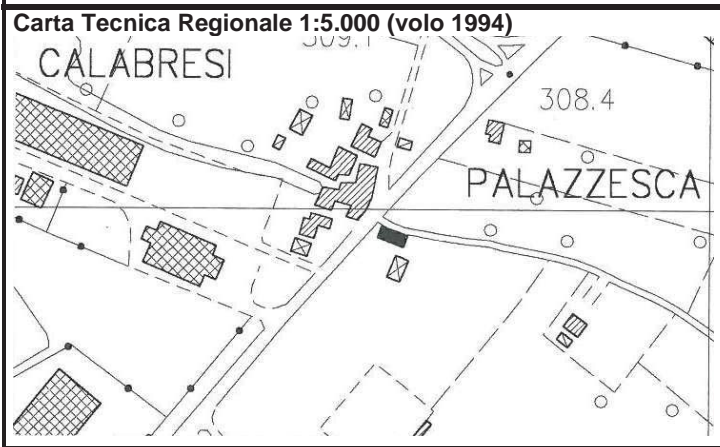 Carta Tecnica Regionale 1:5.000 (volo 1994)
CALABRESI
308.4
PALAZZESCA